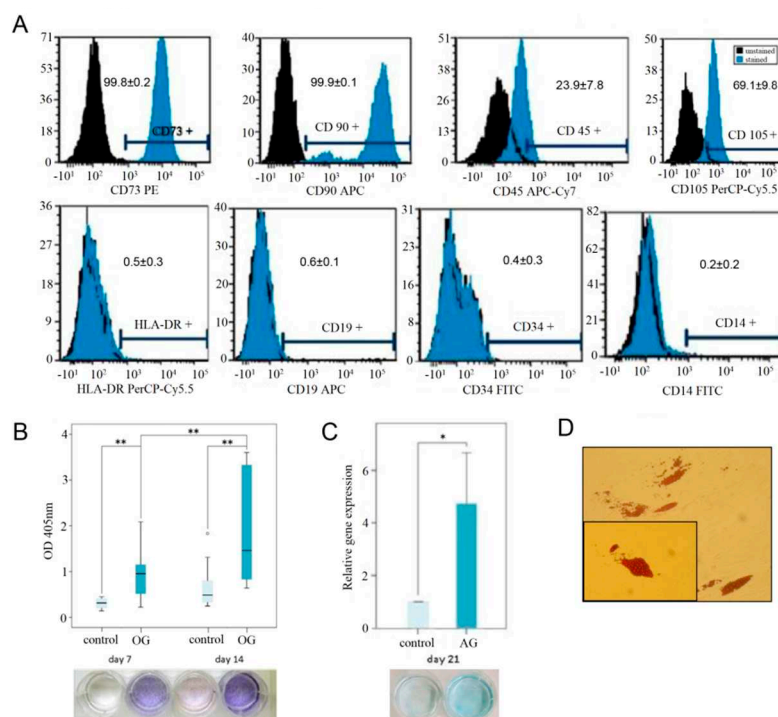 A
71
53
36
18
0
99.8±0.2
CD73 +
-10¹ 10² 10³ 10⁴ 10⁵
CD73 PE
40
30
20
10
0
99.9±0.1
CD 90 +
-10¹ 10² 10³ 10⁴ 10⁵
CD90 APC
51
38
26
13
0
23.9±7.8
CD 45 +
-10¹ 10² 10³ 10⁴ 10⁵
CD45 APC-Cy7
50
38
25
13
0
unstained
stained
69.1±9.8
CD 105+
-10¹ 10² 10³ 10⁴ 10⁵
CD105 PerCP-Cy5.5
36
27
18
9
0
0.5±0.3
HLA-DR +
-10¹ 10² 10³ 10⁴ 10⁵
HLA-DR PerCP-Cy5.5
40
30
20
10
0
0.6±0.1
CD19 +
-10¹ 10² 10³ 10⁴ 10⁵
CD19 APC
31
23
16
8
0
0.4±0.3
CD34 +
-10¹ 10² 10³ 10⁴ 10⁵
CD34 FITC
82
62
41
21
0
0.2±0.2
CD14 +
-10¹ 10² 10³ 10⁴ 10⁵
CD14 FITC
B
OD 405nm
4
3
2
1
0
**
**
**
control OG control OG
day 7 day 14
C
Relative gene expression
6
4
2
0
*
control AG
day 21
D